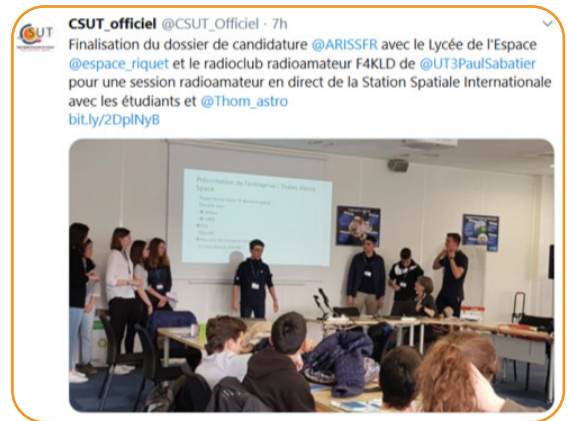 CSUT_officiel @CSUT_Officiel · 7h
Finalisation du dossier de candidature @ARISSFR avec le Lycée de l'Espace
@espace_riquet et le radioclub radioamateur F4KLD de @UT3PaulSabatier
pour une session radioamateur en direct de la Station Spatiale Internationale
avec les étudiants et @Thom_astro
bit.ly/2DplNyB
CSUT
Présentation de l'entreprise : Thales Alenia
Space